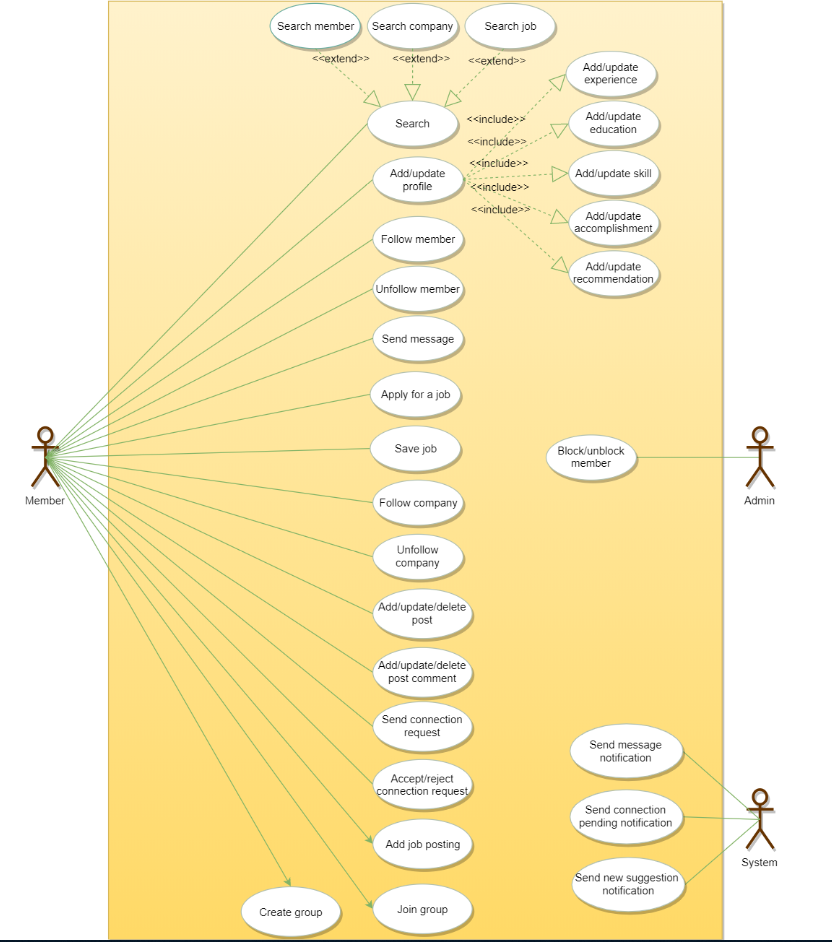 Search member
Search company
Search job
<<extend>>
<<extend>>
<<extend>>
Search
Add/update
profile
<<include>>
<<include>>
<<include>>
<<include>>
<<include>>
Add/update
experience
Add/update
education
Add/update skill
Add/update
accomplishment
Add/update
recommendation
Follow member
Unfollow member
Send message
Apply for a job
Save job
Follow company
Unfollow
company
Add/update/delete
post
Add/update/delete
post comment
Send connection
request
Accept/reject
connection request
Add job posting
Join group
Create group
Member
Block/unblock
member
Admin
Send message
notification
Send connection
pending notification
Send new suggestion
notification
System